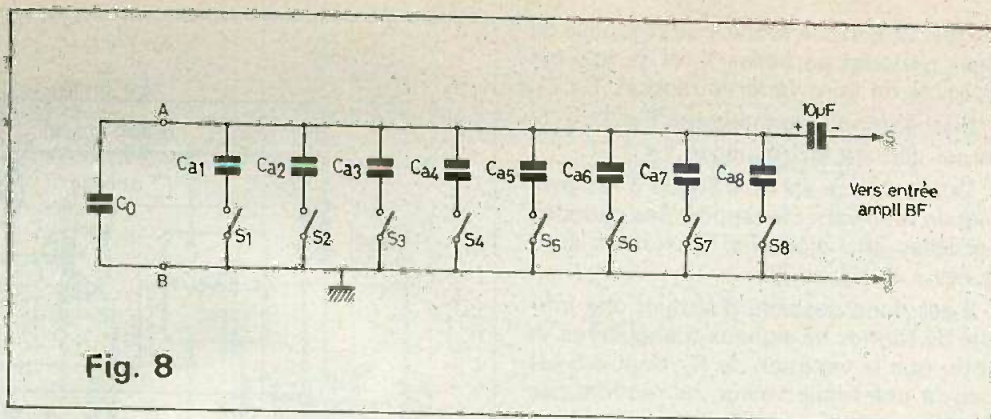 10µF
A
+ -
S
Ca1 Ca2 Ca3 Ca4 Ca5 Ca6 Ca7 Ca8
C0
Vers entrée
ampli BF
S1 S2 S3 S4 S5 S6 S7 S8
B
T
Fig. 8